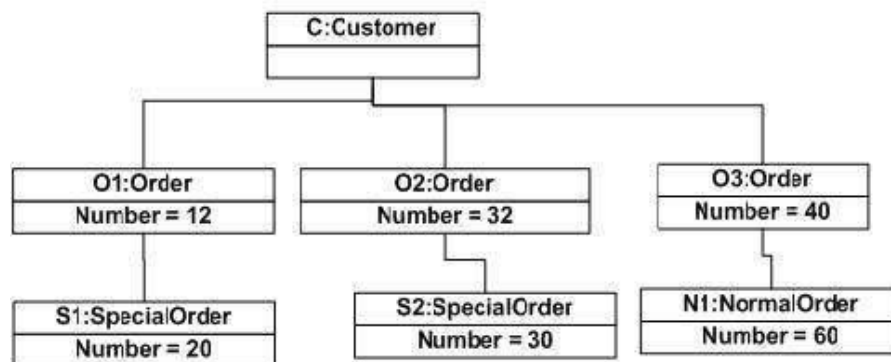 C:Customer
O1:Order
Number = 12
O2:Order
Number = 32
O3:Order
Number = 40
S1:SpecialOrder
Number = 20
S2:SpecialOrder
Number = 30
N1:NormalOrder
Number = 60